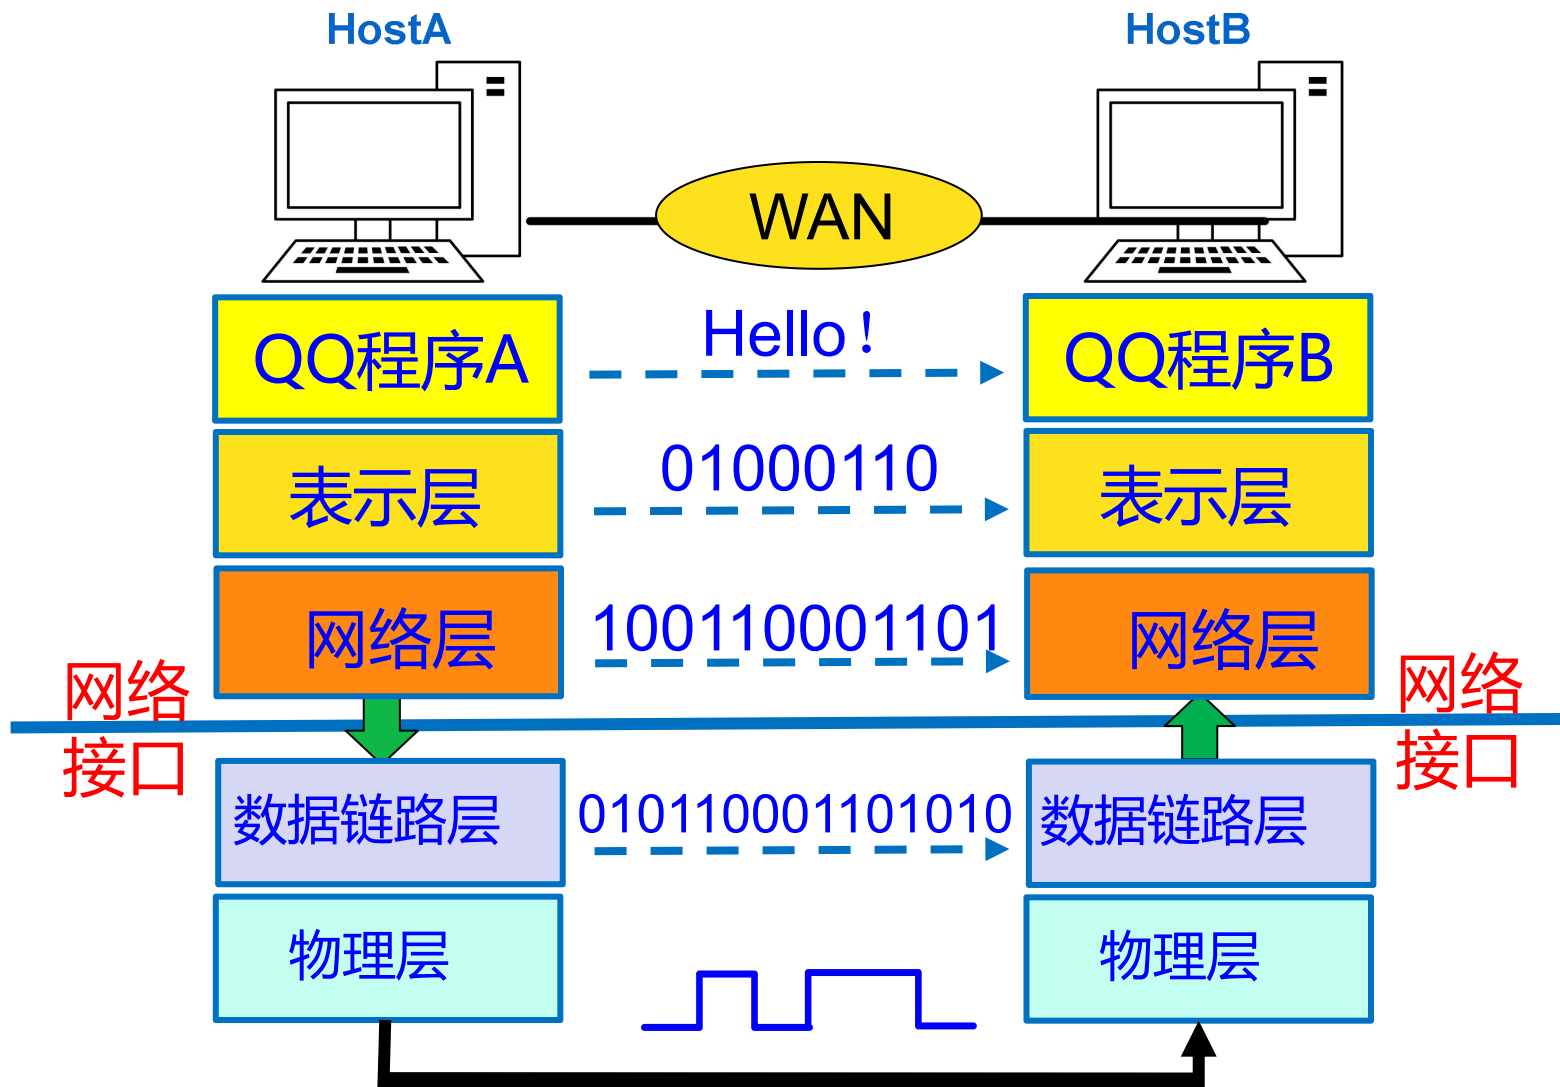 HostA
HostB
WAN
QQ程序A
Hello！
QQ程序B
表示层
01000110
表示层
网络层
100110001101
网络层
网络
接口
网络
接口
数据链路层
010110001101010
数据链路层
物理层
物理层